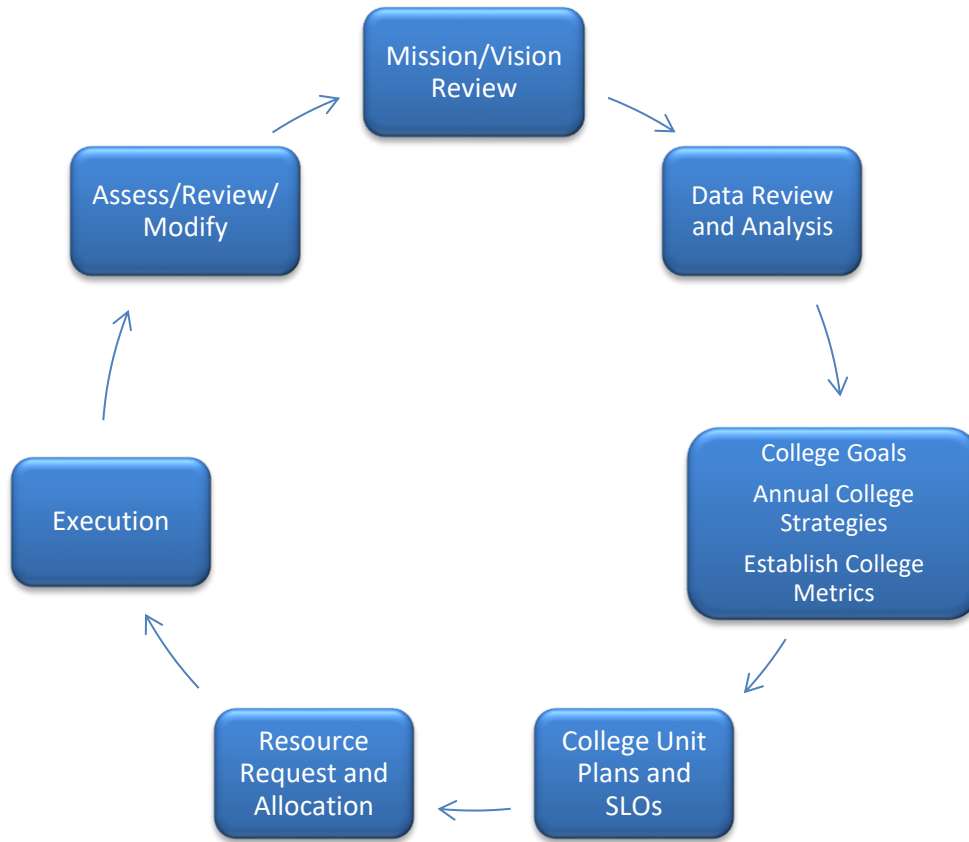 Mission/Vision
Review
Data Review
and Analysis
College Goals
Annual College
Strategies
Establish College
Metrics
College Unit
Plans and
SLOs
Resource
Request and
Allocation
Execution
Assess/Review/
Modify